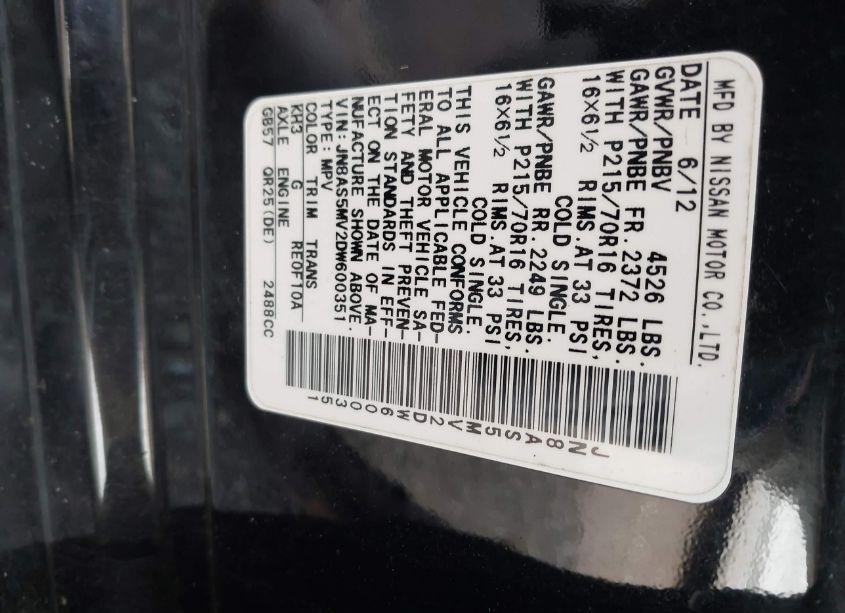 MFD BY NISSAN MOTOR CO.,LTD.
DATE 6/12
GVWR/PNBV 4526 LBS.
GAWR/PNBE FR. 2372 LBS.
WITH P215/70R16 TIRES,
16X6½ RIMS.AT 33 PSI
COLD SINGLE.
GAWR/PNBE RR. 2249 LBS.
WITH P215/70R16 TIRES,
16X6½ RIMS.AT 33 PSI
COLD SINGLE.
THIS VEHICLE CONFORMS
TO ALL APPLICABLE FED-
ERAL MOTOR VEHICLE SA-
FETY AND THEFT PREVEN-
TION STANDARDS IN EFF-
ECT ON THE DATE OF MA-
NUFACTURE SHOWN ABOVE.
VIN:JN8AS5MV2DW600351
TYPE:MPV
COLOR TRIM TRANS
KH3 G RE0F10A
AXLE ENGINE
GB57 QR25(DE) 2488CC
JN8AS5MV2DW600351